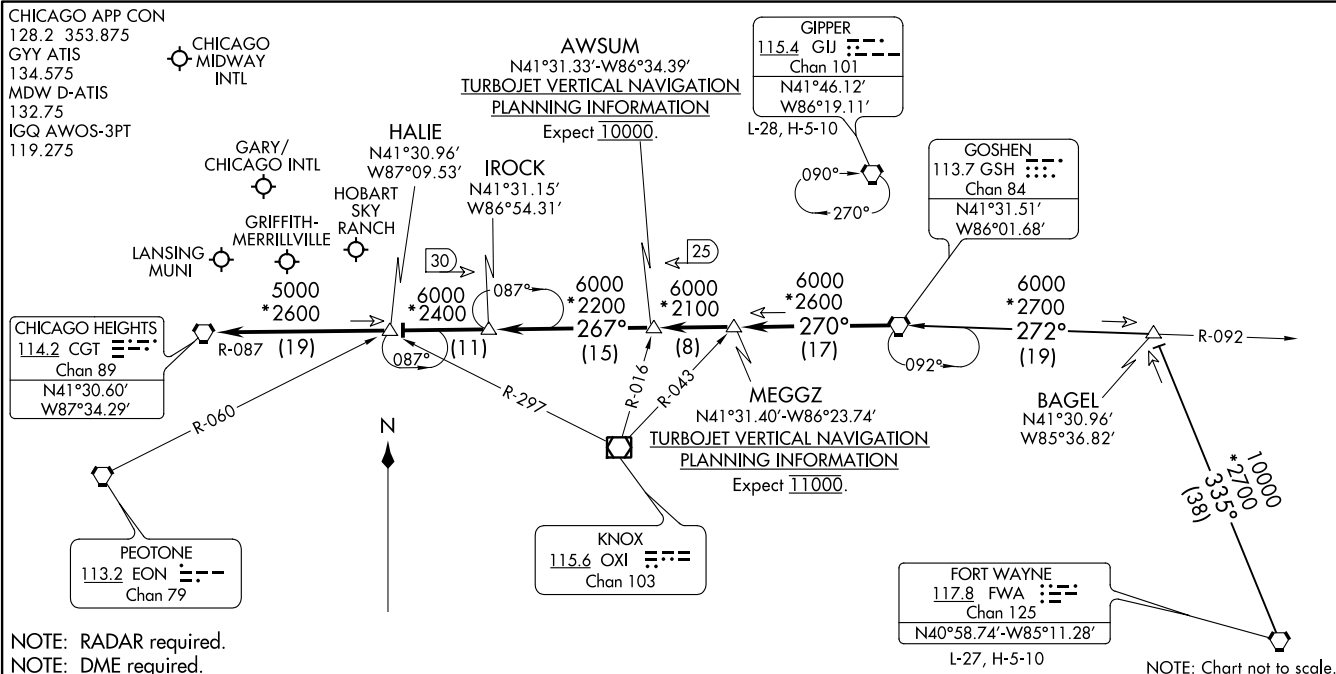 CHICAGO APP CON
128.2 353.875
GYY ATIS
134.575
MDW D-ATIS
132.75
IGQ AWOS-3PT
119.275
CHICAGO
MIDWAY
INTL
GARY/
CHICAGO INTL
GRIFFITH-
MERRILLVILLE
HOBART
SKY
RANCH
LANSING
MUNI
HALIE
N41°30.96'
W87°09.53'
IROCK
N41°31.15'
W86°54.31'
AWSUM
N41°31.33'-W86°34.39'
TURBOJET VERTICAL NAVIGATION
PLANNING INFORMATION
Expect 10000.
GIPPER
115.4 GIJ
Chan 101
N41°46.12'
W86°19.11'
L-28, H-5-10
090°
270°
GOSHEN
113.7 GSH
Chan 84
N41°31.51'
W86°01.68'
CHICAGO HEIGHTS
114.2 CGT
Chan 89
N41°30.60'
W87°34.29'
5000
*2600
R-087
(19)
30
6000
*2400
087°
(11)
087°
6000
*2200
267°
(15)
25
6000
*2100
(8)
6000
*2600
270°
(17)
092°
6000
*2700
272°
(19)
R-092
R-060
R-297
R-016
R-043
MEGGZ
N41°31.40'-W86°23.74'
TURBOJET VERTICAL NAVIGATION
PLANNING INFORMATION
Expect 11000.
BAGEL
N41°30.96'
W85°36.82'
10000
*2700
335°
(38)
N
PEOTONE
113.2 EON
Chan 79
KNOX
115.6 OXI
Chan 103
FORT WAYNE
117.8 FWA
Chan 125
N40°58.74'-W85°11.28'
L-27, H-5-10
NOTE: RADAR required.
NOTE: DME required.
NOTE: Chart not to scale.